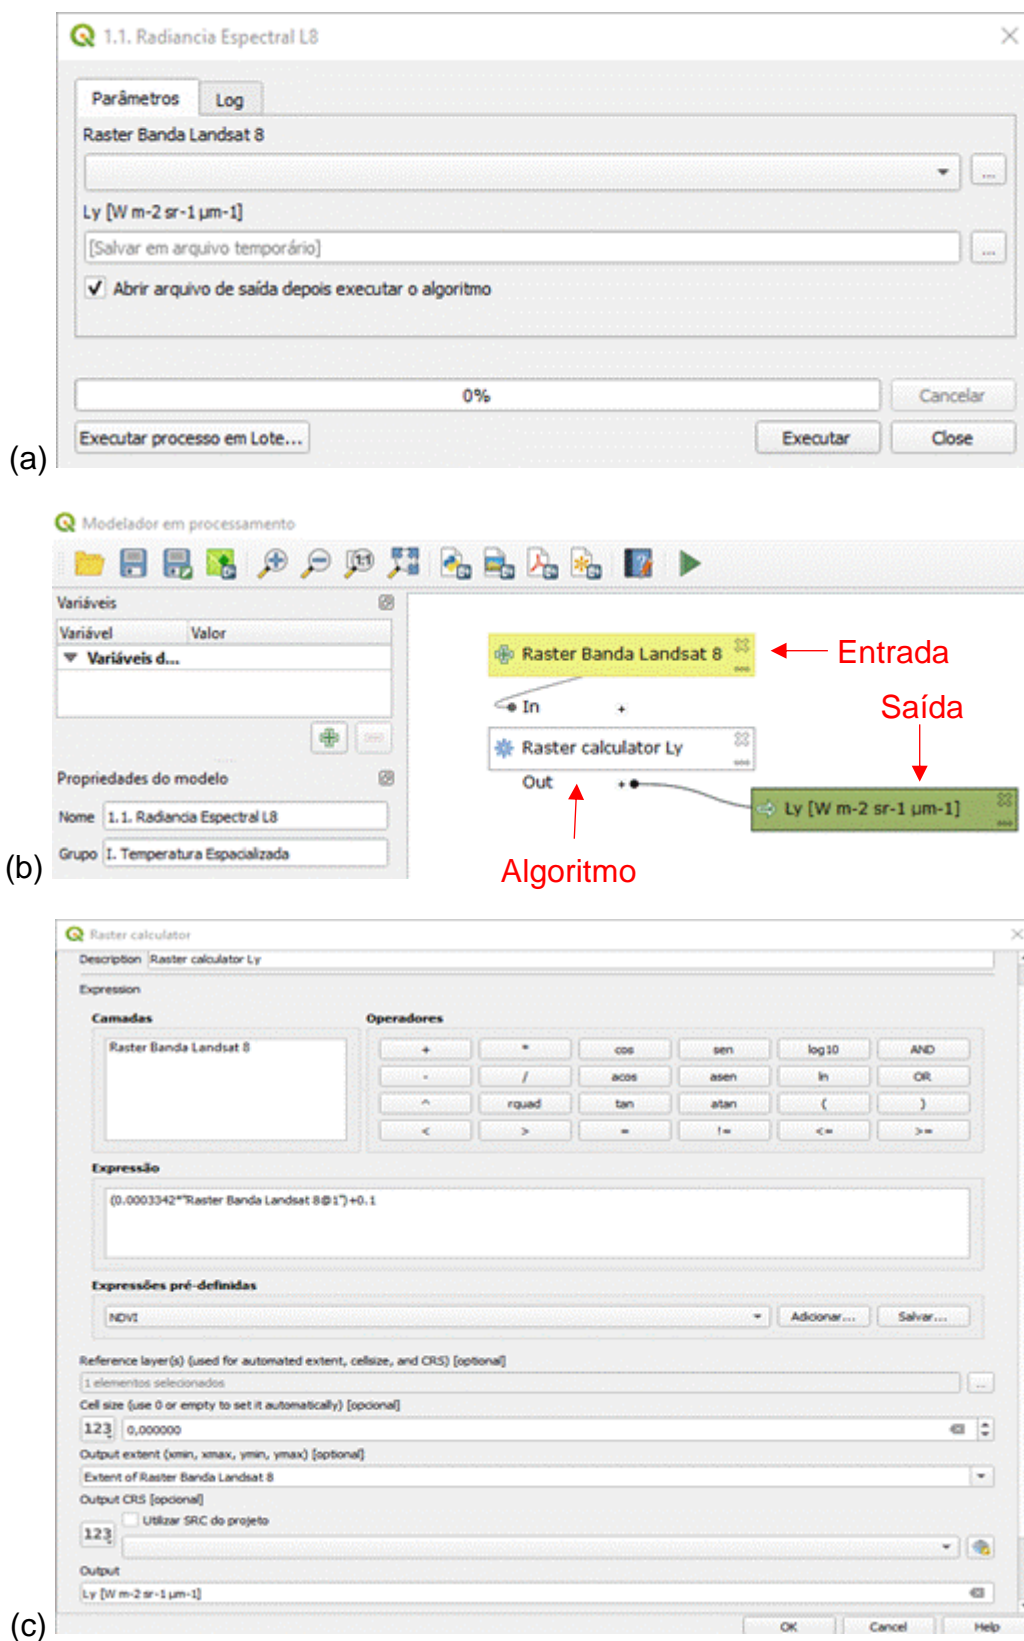 1.1. Radiancia Espectral L8
Parâmetros Log
Raster Banda Landsat 8
...
Ly [W m-2 sr-1 µm-1]
[Salvar em arquivo temporário]
...
Abrir arquivo de saída depois executar o algoritmo
0% Cancelar
Executar processo em Lote... Executar Close
(a)
Modelador em processamento
Variáveis
Variável Valor
Variáveis d...
Propriedades do modelo
Nome 1.1. Radiancia Espectral L8
Grupo I. Temperatura Espacializada
Raster Banda Landsat 8 Entrada
In +
Saída
Raster calculator Ly
Out +
Ly [W m-2 sr-1 µm-1]
Algoritmo
(b)
Raster calculator
Description Raster calculator Ly
Expression
Camadas Operadores
Raster Banda Landsat 8
+ * cos sen log10 AND
- / acos asen ln OR
^ rquad tan atan ( )
< > = != <= >=
Expressão
(0.0003342*"Raster Banda Landsat 8@1")+0.1
Expressões pré-definidas
NDVI Adicionar... Salvar...
Reference layer(s) (used for automated extent, cellsize, and CRS) [optional]
1 elementos selecionados ...
Cell size (use 0 or empty to set it automatically) [opcional]
123 0,000000
Output extent (xmin, xmax, ymin, ymax) [optional]
Extent of Raster Banda Landsat 8
Output CRS [opcional]
Utilizar SRC do projeto
123
Output
Ly [W m-2 sr-1 µm-1]
OK Cancel Help
(c)